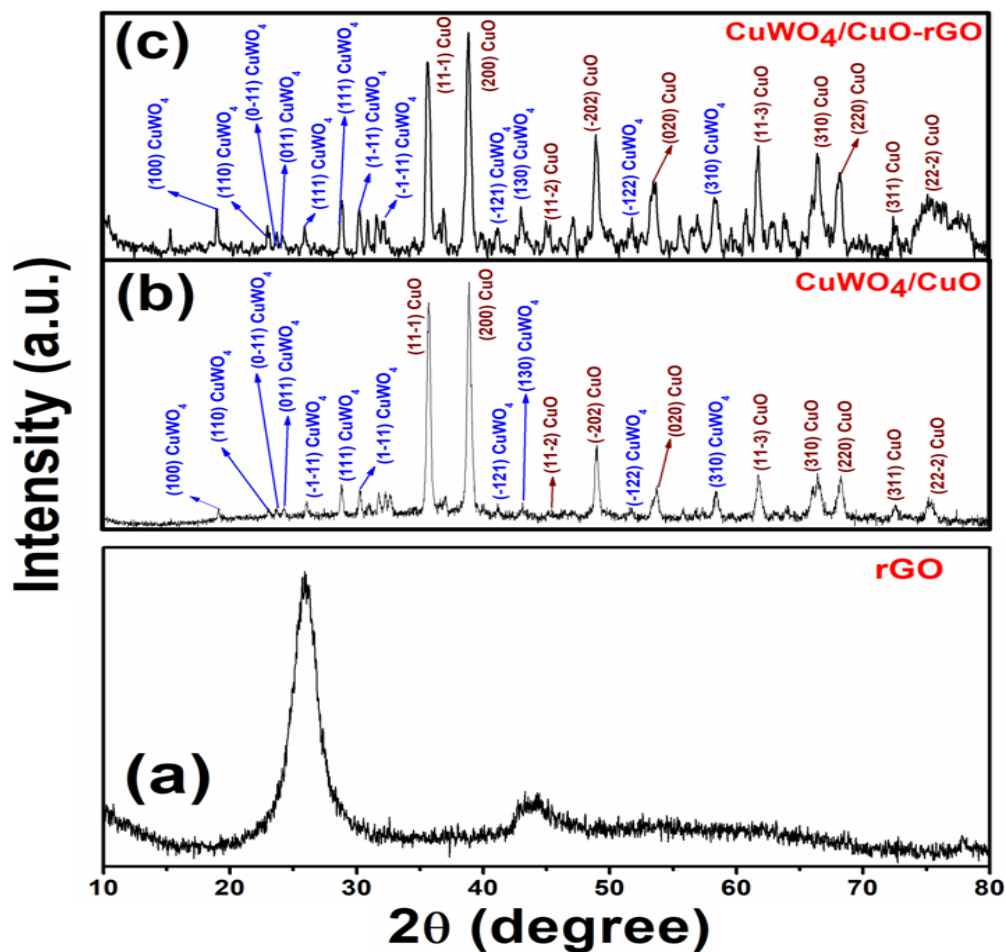 Intensity (a.u.)
(c)
CuWO₄/CuO-rGO
(100) CuWO₄
(110) CuWO₄
(0-11) CuWO₄
(011) CuWO₄
(111) CuWO₄
(111) CuWO₄
(1-11) CuWO₄
(-1-11) CuWO₄
(11-1) CuO
(200) CuO
(-121) CuWO₄
(130) CuWO₄
(11-2) CuO
(-202) CuO
(-122) CuWO₄
(020) CuO
(310) CuWO₄
(11-3) CuO
(310) CuO
(220) CuO
(311) CuO
(22-2) CuO
(b)
CuWO₄/CuO
(100) CuWO₄
(110) CuWO₄
(0-11) CuWO₄
(011) CuWO₄
(-1-11) CuWO₄
(111) CuWO₄
(1-11) CuWO₄
(11-1) CuO
(200) CuO
(-121) CuWO₄
(130) CuWO₄
(11-2) CuO
(-202) CuO
(-122) CuWO₄
(020) CuO
(310) CuWO₄
(11-3) CuO
(310) CuO
(220) CuO
(311) CuO
(22-2) CuO
(a)
rGO
10 20 30 40 50 60 70 80
2θ (degree)